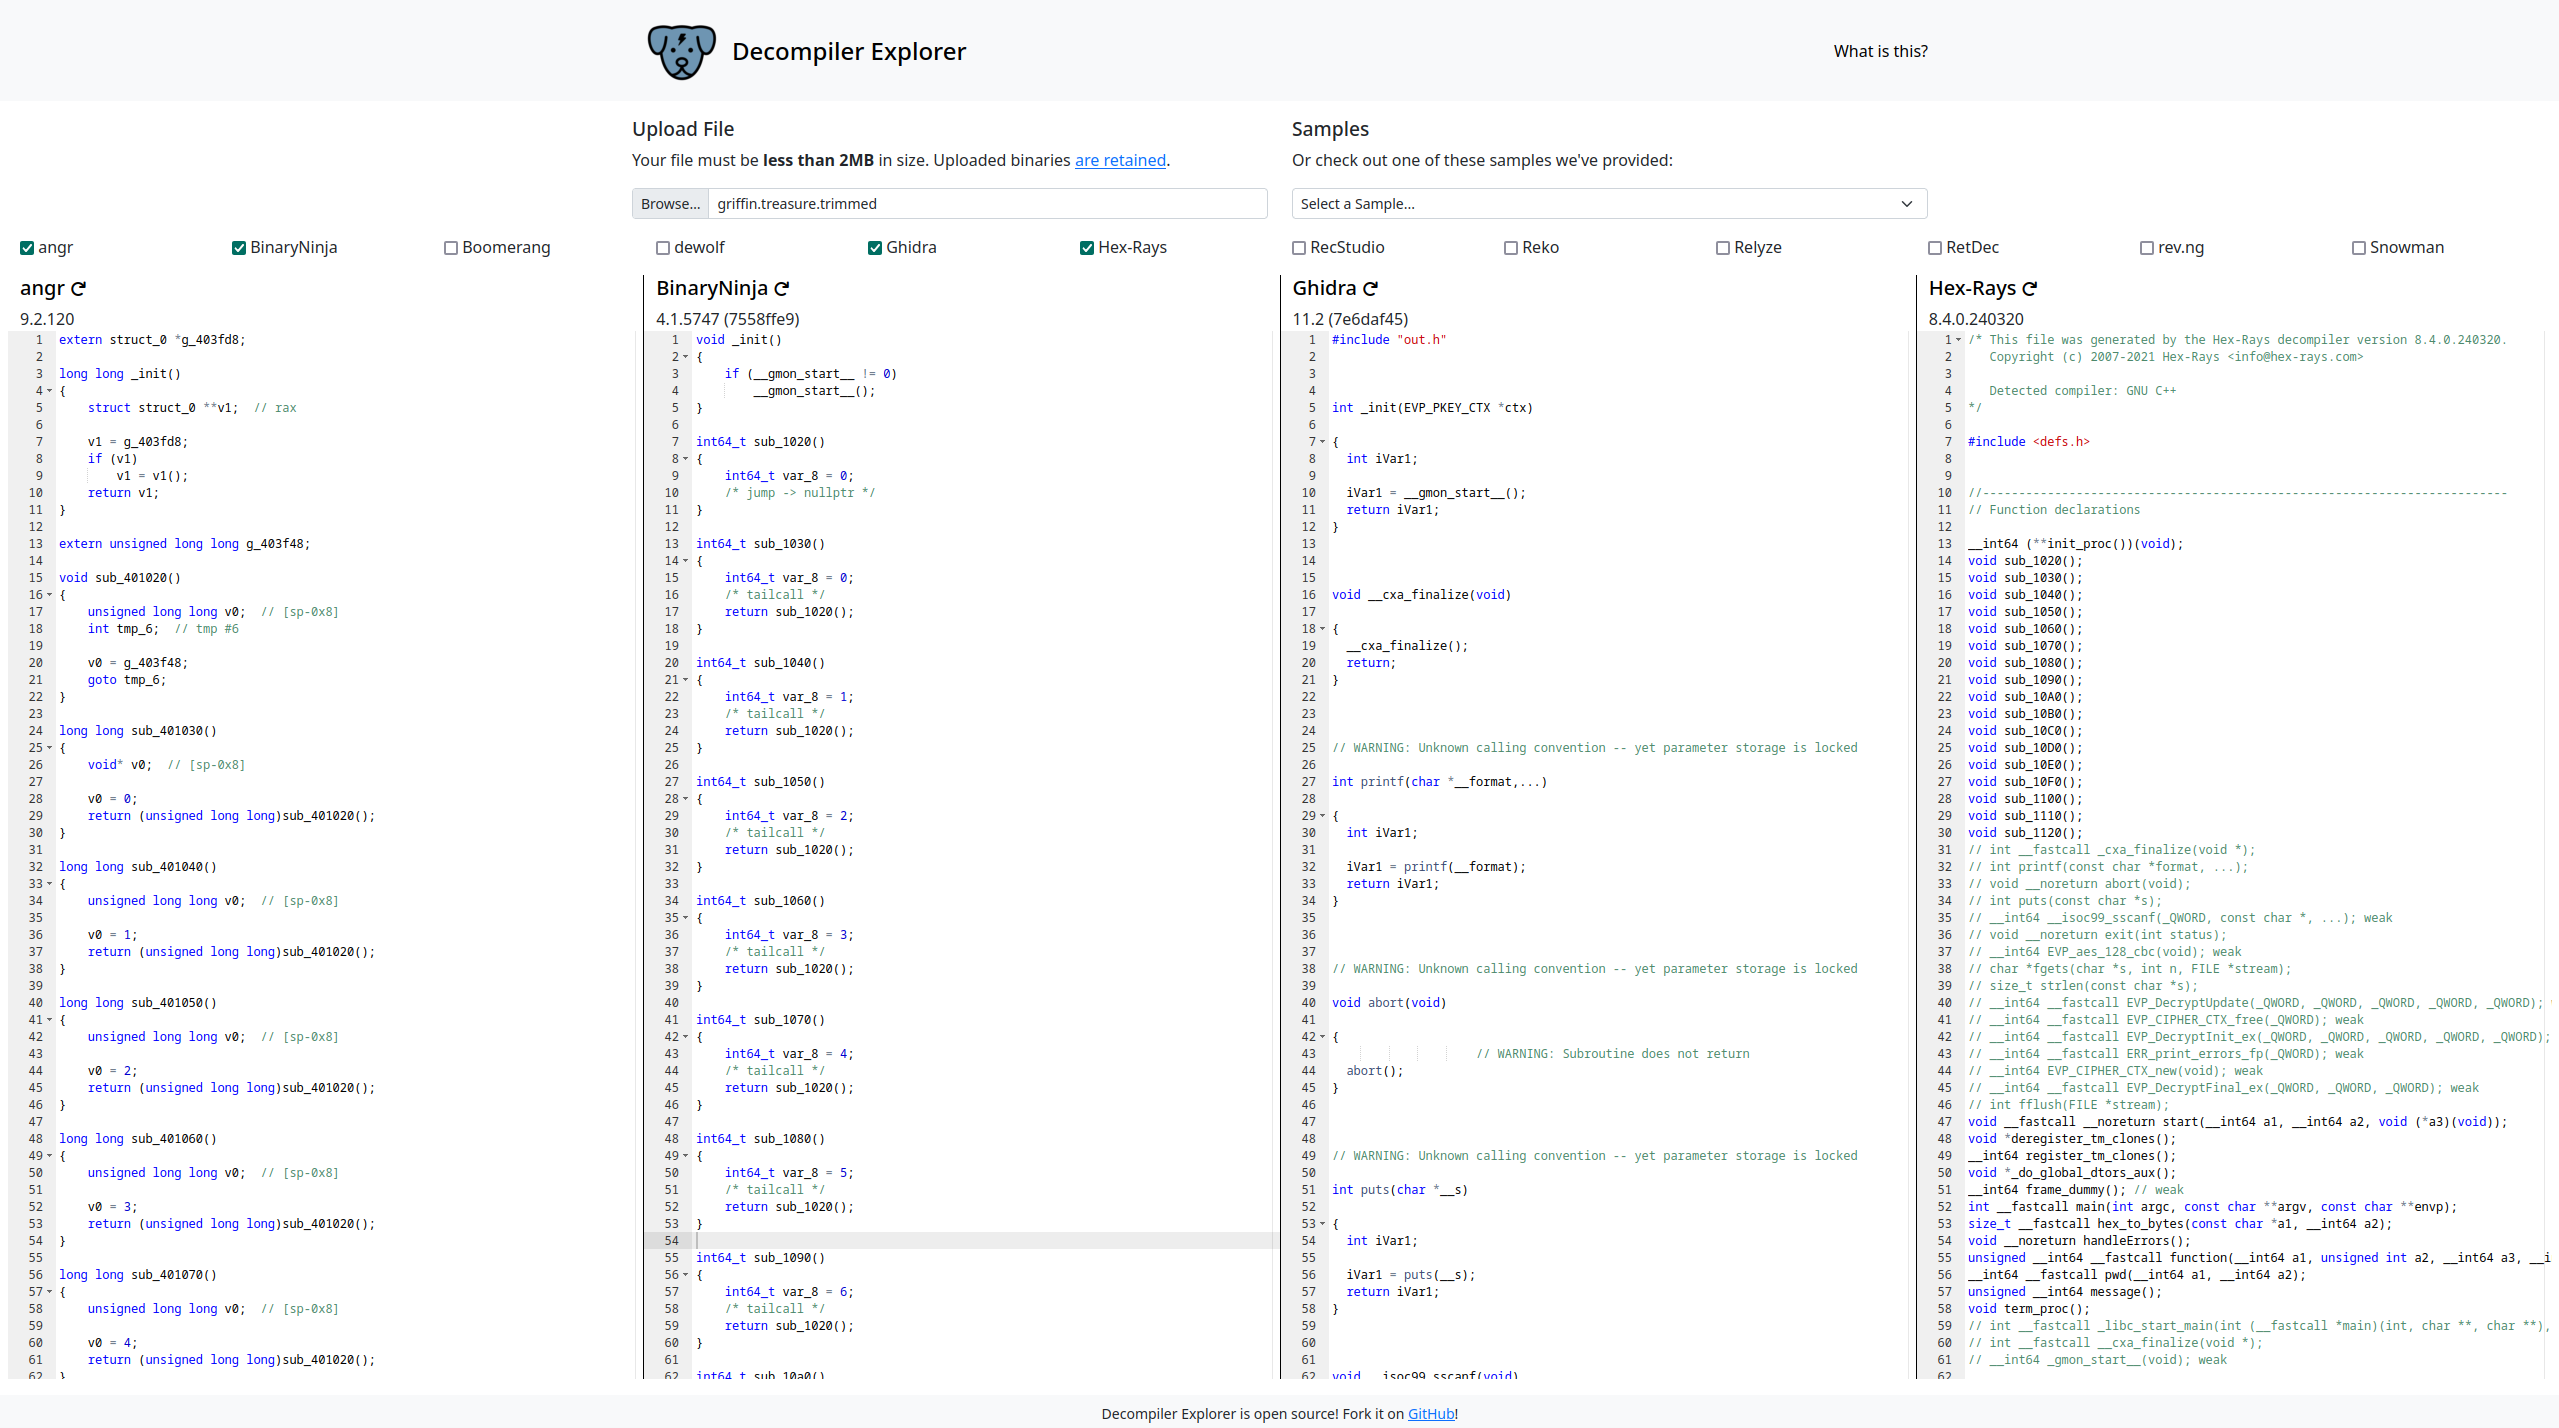 Decompiler Explorer
What is this?
Upload File
Your file must be less than 2MB in size. Uploaded binaries are retained.
Browse... griffin.treasure.trimmed
Samples
Or check out one of these samples we've provided:
Select a Sample...
angr BinaryNinja Boomerang dewolf Ghidra Hex-Rays RecStudio Reko Relyze RetDec rev.ng Snowman
angr
9.2.120
1 extern struct_0 *g_403fd8;
2
3 long long _init()
4 {
5     struct struct_0 **v1;  // rax
6
7     v1 = g_403fd8;
8     if (v1)
9         v1 = v1();
10     return v1;
11 }
12
13 extern unsigned long long g_403f48;
14
15 void sub_401020()
16 {
17     unsigned long long v0;  // [sp-0x8]
18     int tmp_6;  // tmp #6
19
20     v0 = g_403f48;
21     goto tmp_6;
22 }
23
24 long long sub_401030()
25 {
26     void* v0;  // [sp-0x8]
27
28     v0 = 0;
29     return (unsigned long long)sub_401020();
30 }
31
32 long long sub_401040()
33 {
34     unsigned long long v0;  // [sp-0x8]
35
36     v0 = 1;
37     return (unsigned long long)sub_401020();
38 }
39
40 long long sub_401050()
41 {
42     unsigned long long v0;  // [sp-0x8]
43
44     v0 = 2;
45     return (unsigned long long)sub_401020();
46 }
47
48 long long sub_401060()
49 {
50     unsigned long long v0;  // [sp-0x8]
51
52     v0 = 3;
53     return (unsigned long long)sub_401020();
54 }
55
56 long long sub_401070()
57 {
58     unsigned long long v0;  // [sp-0x8]
59
60     v0 = 4;
61     return (unsigned long long)sub_401020();
62 }
BinaryNinja
4.1.5747 (7558ffe9)
1 void _init()
2 {
3     if (__gmon_start__ != 0)
4         __gmon_start__();
5 }
6
7 int64_t sub_1020()
8 {
9     int64_t var_8 = 0;
10     /* jump -> nullptr */
11 }
12
13 int64_t sub_1030()
14 {
15     int64_t var_8 = 0;
16     /* tailcall */
17     return sub_1020();
18 }
19
20 int64_t sub_1040()
21 {
22     int64_t var_8 = 1;
23     /* tailcall */
24     return sub_1020();
25 }
26
27 int64_t sub_1050()
28 {
29     int64_t var_8 = 2;
30     /* tailcall */
31     return sub_1020();
32 }
33
34 int64_t sub_1060()
35 {
36     int64_t var_8 = 3;
37     /* tailcall */
38     return sub_1020();
39 }
40
41 int64_t sub_1070()
42 {
43     int64_t var_8 = 4;
44     /* tailcall */
45     return sub_1020();
46 }
47
48 int64_t sub_1080()
49 {
50     int64_t var_8 = 5;
51     /* tailcall */
52     return sub_1020();
53 }
54
55 int64_t sub_1090()
56 {
57     int64_t var_8 = 6;
58     /* tailcall */
59     return sub_1020();
60 }
61
62 int64_t sub_10a0()
Ghidra
11.2 (7e6daf45)
1 #include "out.h"
2
3
4
5 int _init(EVP_PKEY_CTX *ctx)
6
7 {
8   int iVar1;
9
10   iVar1 = __gmon_start__();
11   return iVar1;
12 }
13
14
15
16 void __cxa_finalize(void)
17
18 {
19   __cxa_finalize();
20   return;
21 }
22
23
24
25 // WARNING: Unknown calling convention -- yet parameter storage is locked
26
27 int printf(char *__format,...)
28
29 {
30   int iVar1;
31
32   iVar1 = printf(__format);
33   return iVar1;
34 }
35
36
37
38 // WARNING: Unknown calling convention -- yet parameter storage is locked
39
40 void abort(void)
41
42 {
43                     // WARNING: Subroutine does not return
44   abort();
45 }
46
47
48
49 // WARNING: Unknown calling convention -- yet parameter storage is locked
50
51 int puts(char *__s)
52
53 {
54   int iVar1;
55
56   iVar1 = puts(__s);
57   return iVar1;
58 }
59
60
61
62 void __isoc99_sscanf(void)
Hex-Rays
8.4.0.240320
1 /* This file was generated by the Hex-Rays decompiler version 8.4.0.240320.
2    Copyright (c) 2007-2021 Hex-Rays <info@hex-rays.com>
3
4    Detected compiler: GNU C++
5 */
6
7 #include <defs.h>
8
9
10 //-------------------------------------------------------------------------
11 // Function declarations
12
13 __int64 (**init_proc())(void);
14 void sub_1020();
15 void sub_1030();
16 void sub_1040();
17 void sub_1050();
18 void sub_1060();
19 void sub_1070();
20 void sub_1080();
21 void sub_1090();
22 void sub_10A0();
23 void sub_10B0();
24 void sub_10C0();
25 void sub_10D0();
26 void sub_10E0();
27 void sub_10F0();
28 void sub_1100();
29 void sub_1110();
30 void sub_1120();
31 // int __fastcall _cxa_finalize(void *);
32 // int printf(const char *format, ...);
33 // void __noreturn abort(void);
34 // int puts(const char *s);
35 // __int64 __isoc99_sscanf(_QWORD, const char *, ...); weak
36 // void __noreturn exit(int status);
37 // __int64 EVP_aes_128_cbc(void); weak
38 // char *fgets(char *s, int n, FILE *stream);
39 // size_t strlen(const char *s);
40 // __int64 __fastcall EVP_DecryptUpdate(_QWORD, _QWORD, _QWORD, _QWORD, _QWORD);
41 // __int64 __fastcall EVP_CIPHER_CTX_free(_QWORD); weak
42 // __int64 __fastcall EVP_DecryptInit_ex(_QWORD, _QWORD, _QWORD, _QWORD, _QWORD);
43 // __int64 __fastcall ERR_print_errors_fp(_QWORD); weak
44 // __int64 EVP_CIPHER_CTX_new(void); weak
45 // __int64 __fastcall EVP_DecryptFinal_ex(_QWORD, _QWORD, _QWORD); weak
46 // int fflush(FILE *stream);
47 void __fastcall __noreturn start(__int64 a1, __int64 a2, void (*a3)(void));
48 void *deregister_tm_clones();
49 __int64 register_tm_clones();
50 void *_do_global_dtors_aux();
51 __int64 frame_dummy(); // weak
52 int __fastcall main(int argc, const char **argv, const char **envp);
53 size_t __fastcall hex_to_bytes(const char *a1, __int64 a2);
54 void __noreturn handleErrors();
55 unsigned __int64 __fastcall function(__int64 a1, unsigned int a2, __int64 a3, __i
56 __int64 __fastcall pwd(__int64 a1, __int64 a2);
57 unsigned __int64 message();
58 void term_proc();
59 // int __fastcall _libc_start_main(int (__fastcall *main)(int, char **, char **),
60 // int __fastcall __cxa_finalize(void *);
61 // __int64 _gmon_start__(void); weak
62
Decompiler Explorer is open source! Fork it on GitHub!